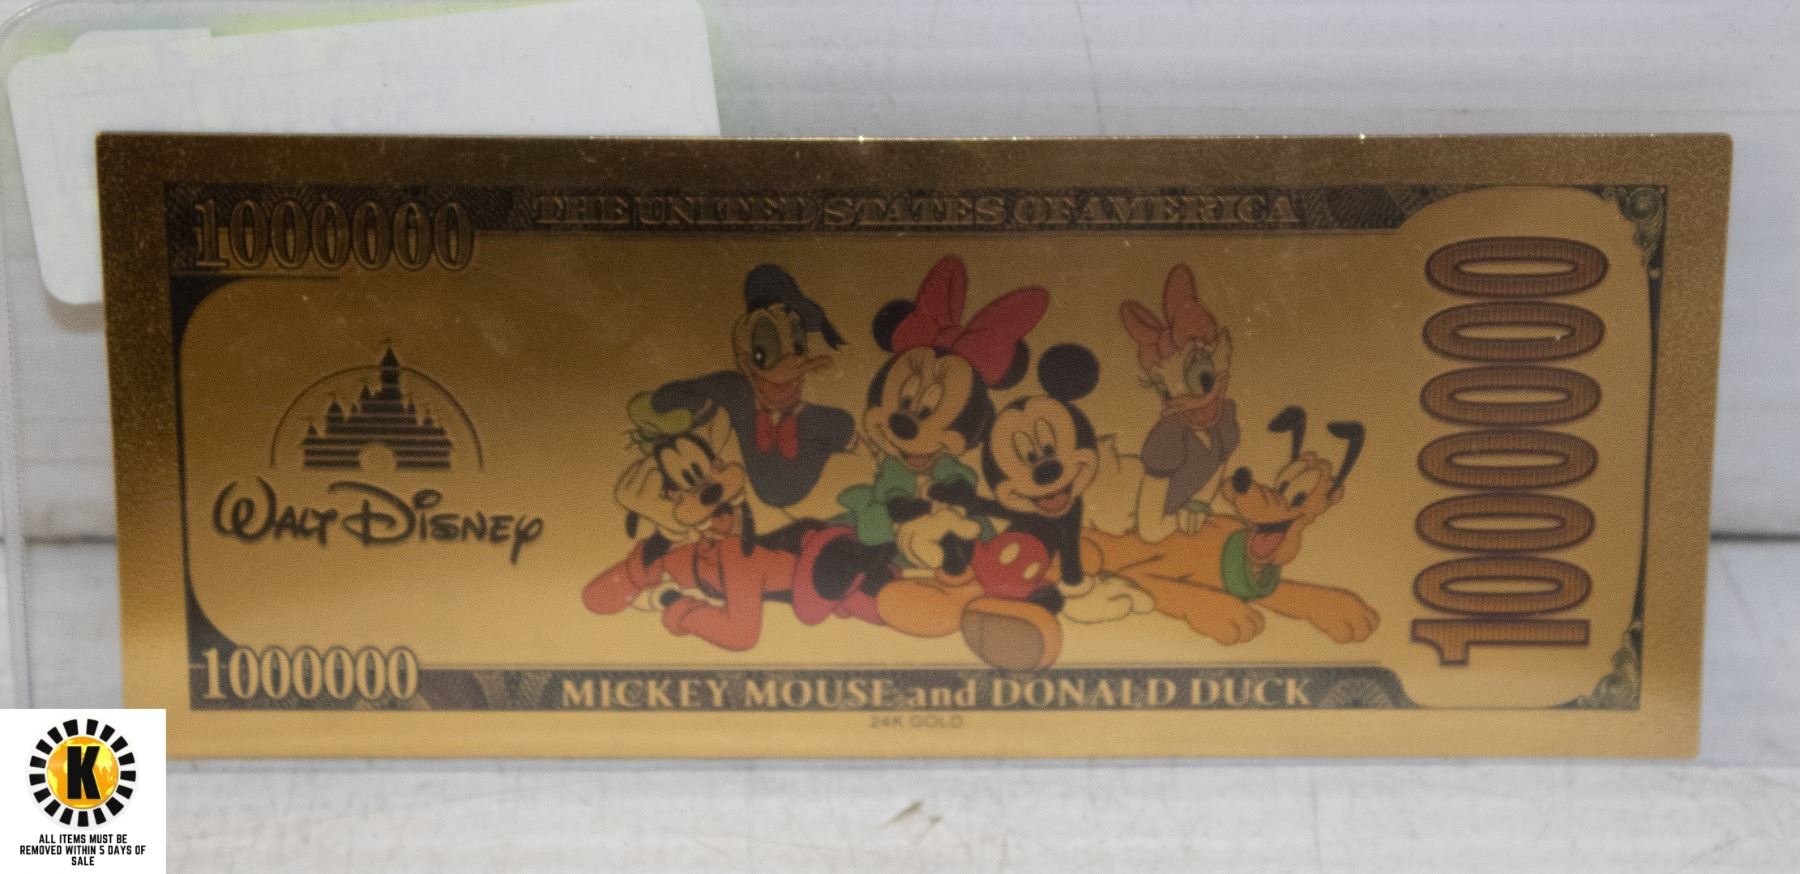 1000000
THE UNITED STATES OF AMERICA
1000000
WALT DISNEY
1000000
MICKEY MOUSE and DONALD DUCK
24K GOLD
K
ALL ITEMS MUST BE
REMOVED WITHIN 5 DAYS OF
SALE